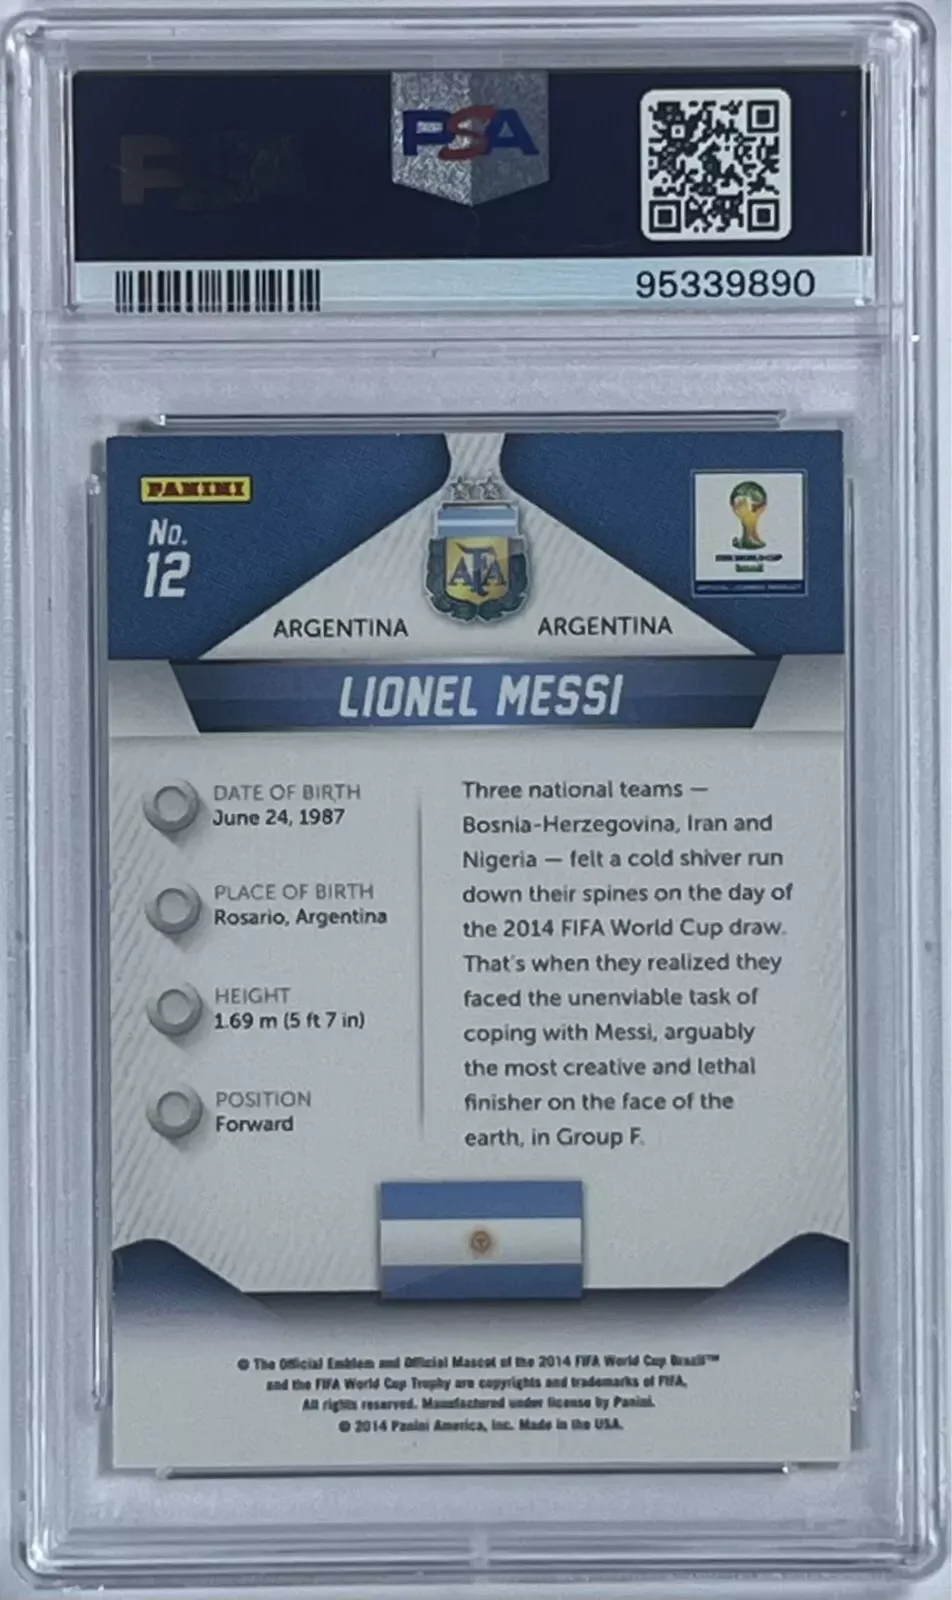 PSA
95339890
PANINI
No.
12
AFA
FIFA WORLD CUP
Brasil
ARGENTINA
ARGENTINA
LIONEL MESSI
DATE OF BIRTH
June 24, 1987
PLACE OF BIRTH
Rosario, Argentina
HEIGHT
1.69 m (5 ft 7 in)
POSITION
Forward
Three national teams —
Bosnia-Herzegovina, Iran and
Nigeria — felt a cold shiver run
down their spines on the day of
the 2014 FIFA World Cup draw.
That's when they realized they
faced the unenviable task of
coping with Messi, arguably
the most creative and lethal
finisher on the face of the
earth, in Group F.
© The Official Emblem and Official Mascot of the 2014 FIFA World Cup Brazil™
and the FIFA World Cup Trophy are copyrights and trademarks of FIFA.
All rights reserved. Manufactured under license by Panini.
© 2014 Panini America, Inc. Made in the USA.